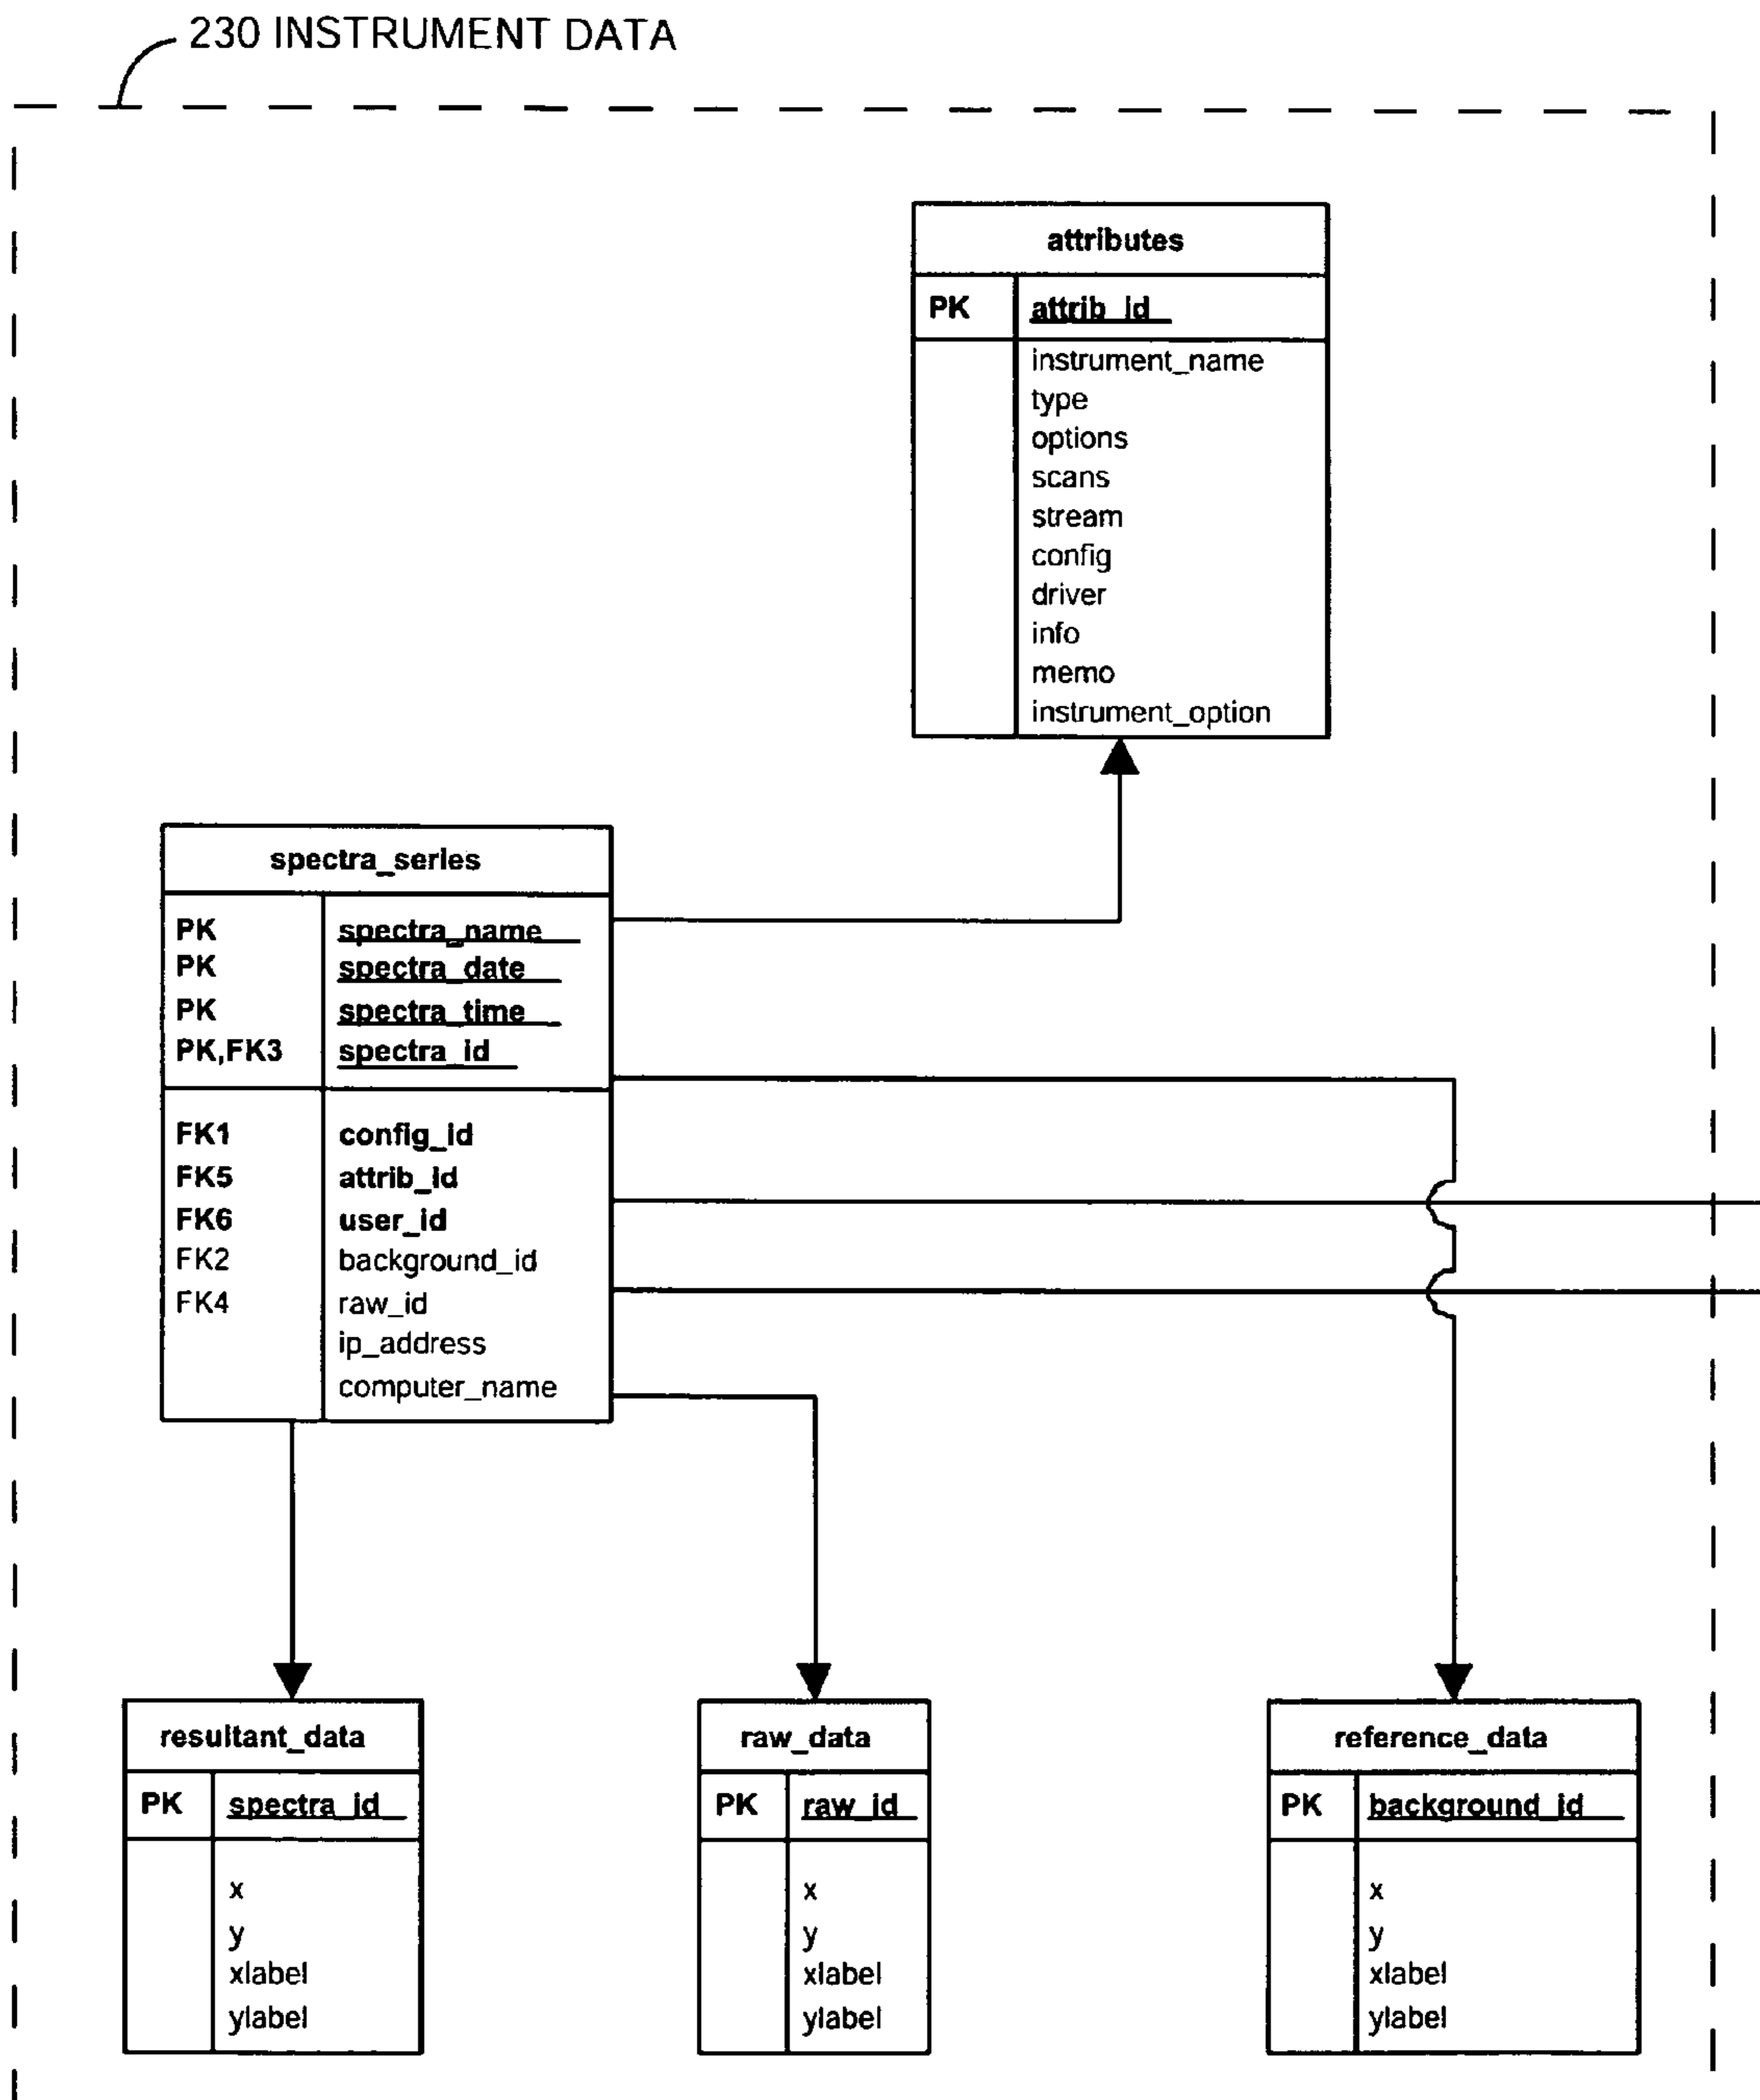 230 INSTRUMENT DATA
attributes
PK attrib_id
instrument_name
type
options
scans
stream
config
driver
info
memo
instrument_option
spectra_series
PK spectra_name
PK spectra_date
PK spectra_time
PK,FK3 spectra_id
FK1 config_id
FK5 attrib_id
FK6 user_id
FK2 background_id
FK4 raw_id
ip_address
computer_name
resultant_data
PK spectra_id
x
y
xlabel
ylabel
raw_data
PK raw_id
x
y
xlabel
ylabel
reference_data
PK background_id
x
y
xlabel
ylabel